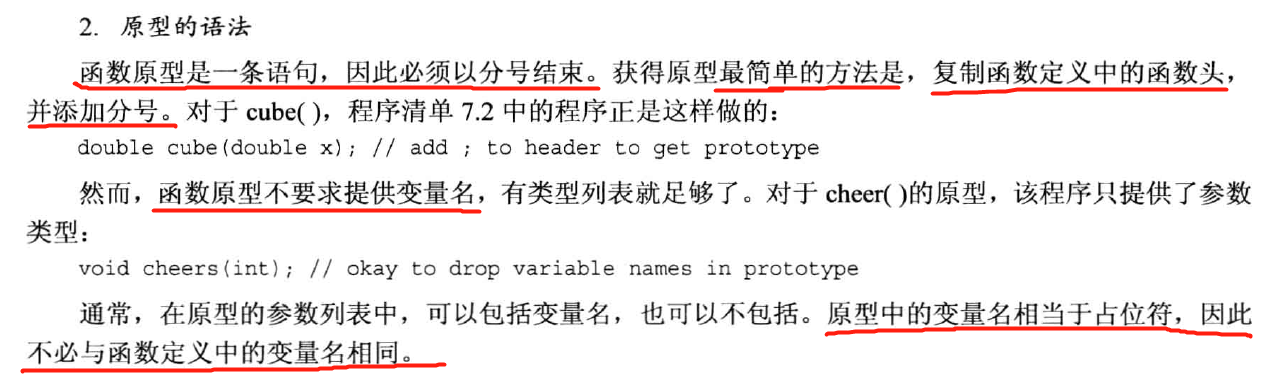 2. 原型的语法
函数原型是一条语句，因此必须以分号结束。获得原型最简单的方法是，复制函数定义中的函数头，
并添加分号。对于 cube( )，程序清单 7.2 中的程序正是这样做的：
double cube(double x); // add ; to header to get prototype
然而，函数原型不要求提供变量名，有类型列表就足够了。对于 cheer( )的原型，该程序只提供了参数
类型：
void cheers(int); // okay to drop variable names in prototype
通常，在原型的参数列表中，可以包括变量名，也可以不包括。原型中的变量名相当于占位符，因此
不必与函数定义中的变量名相同。